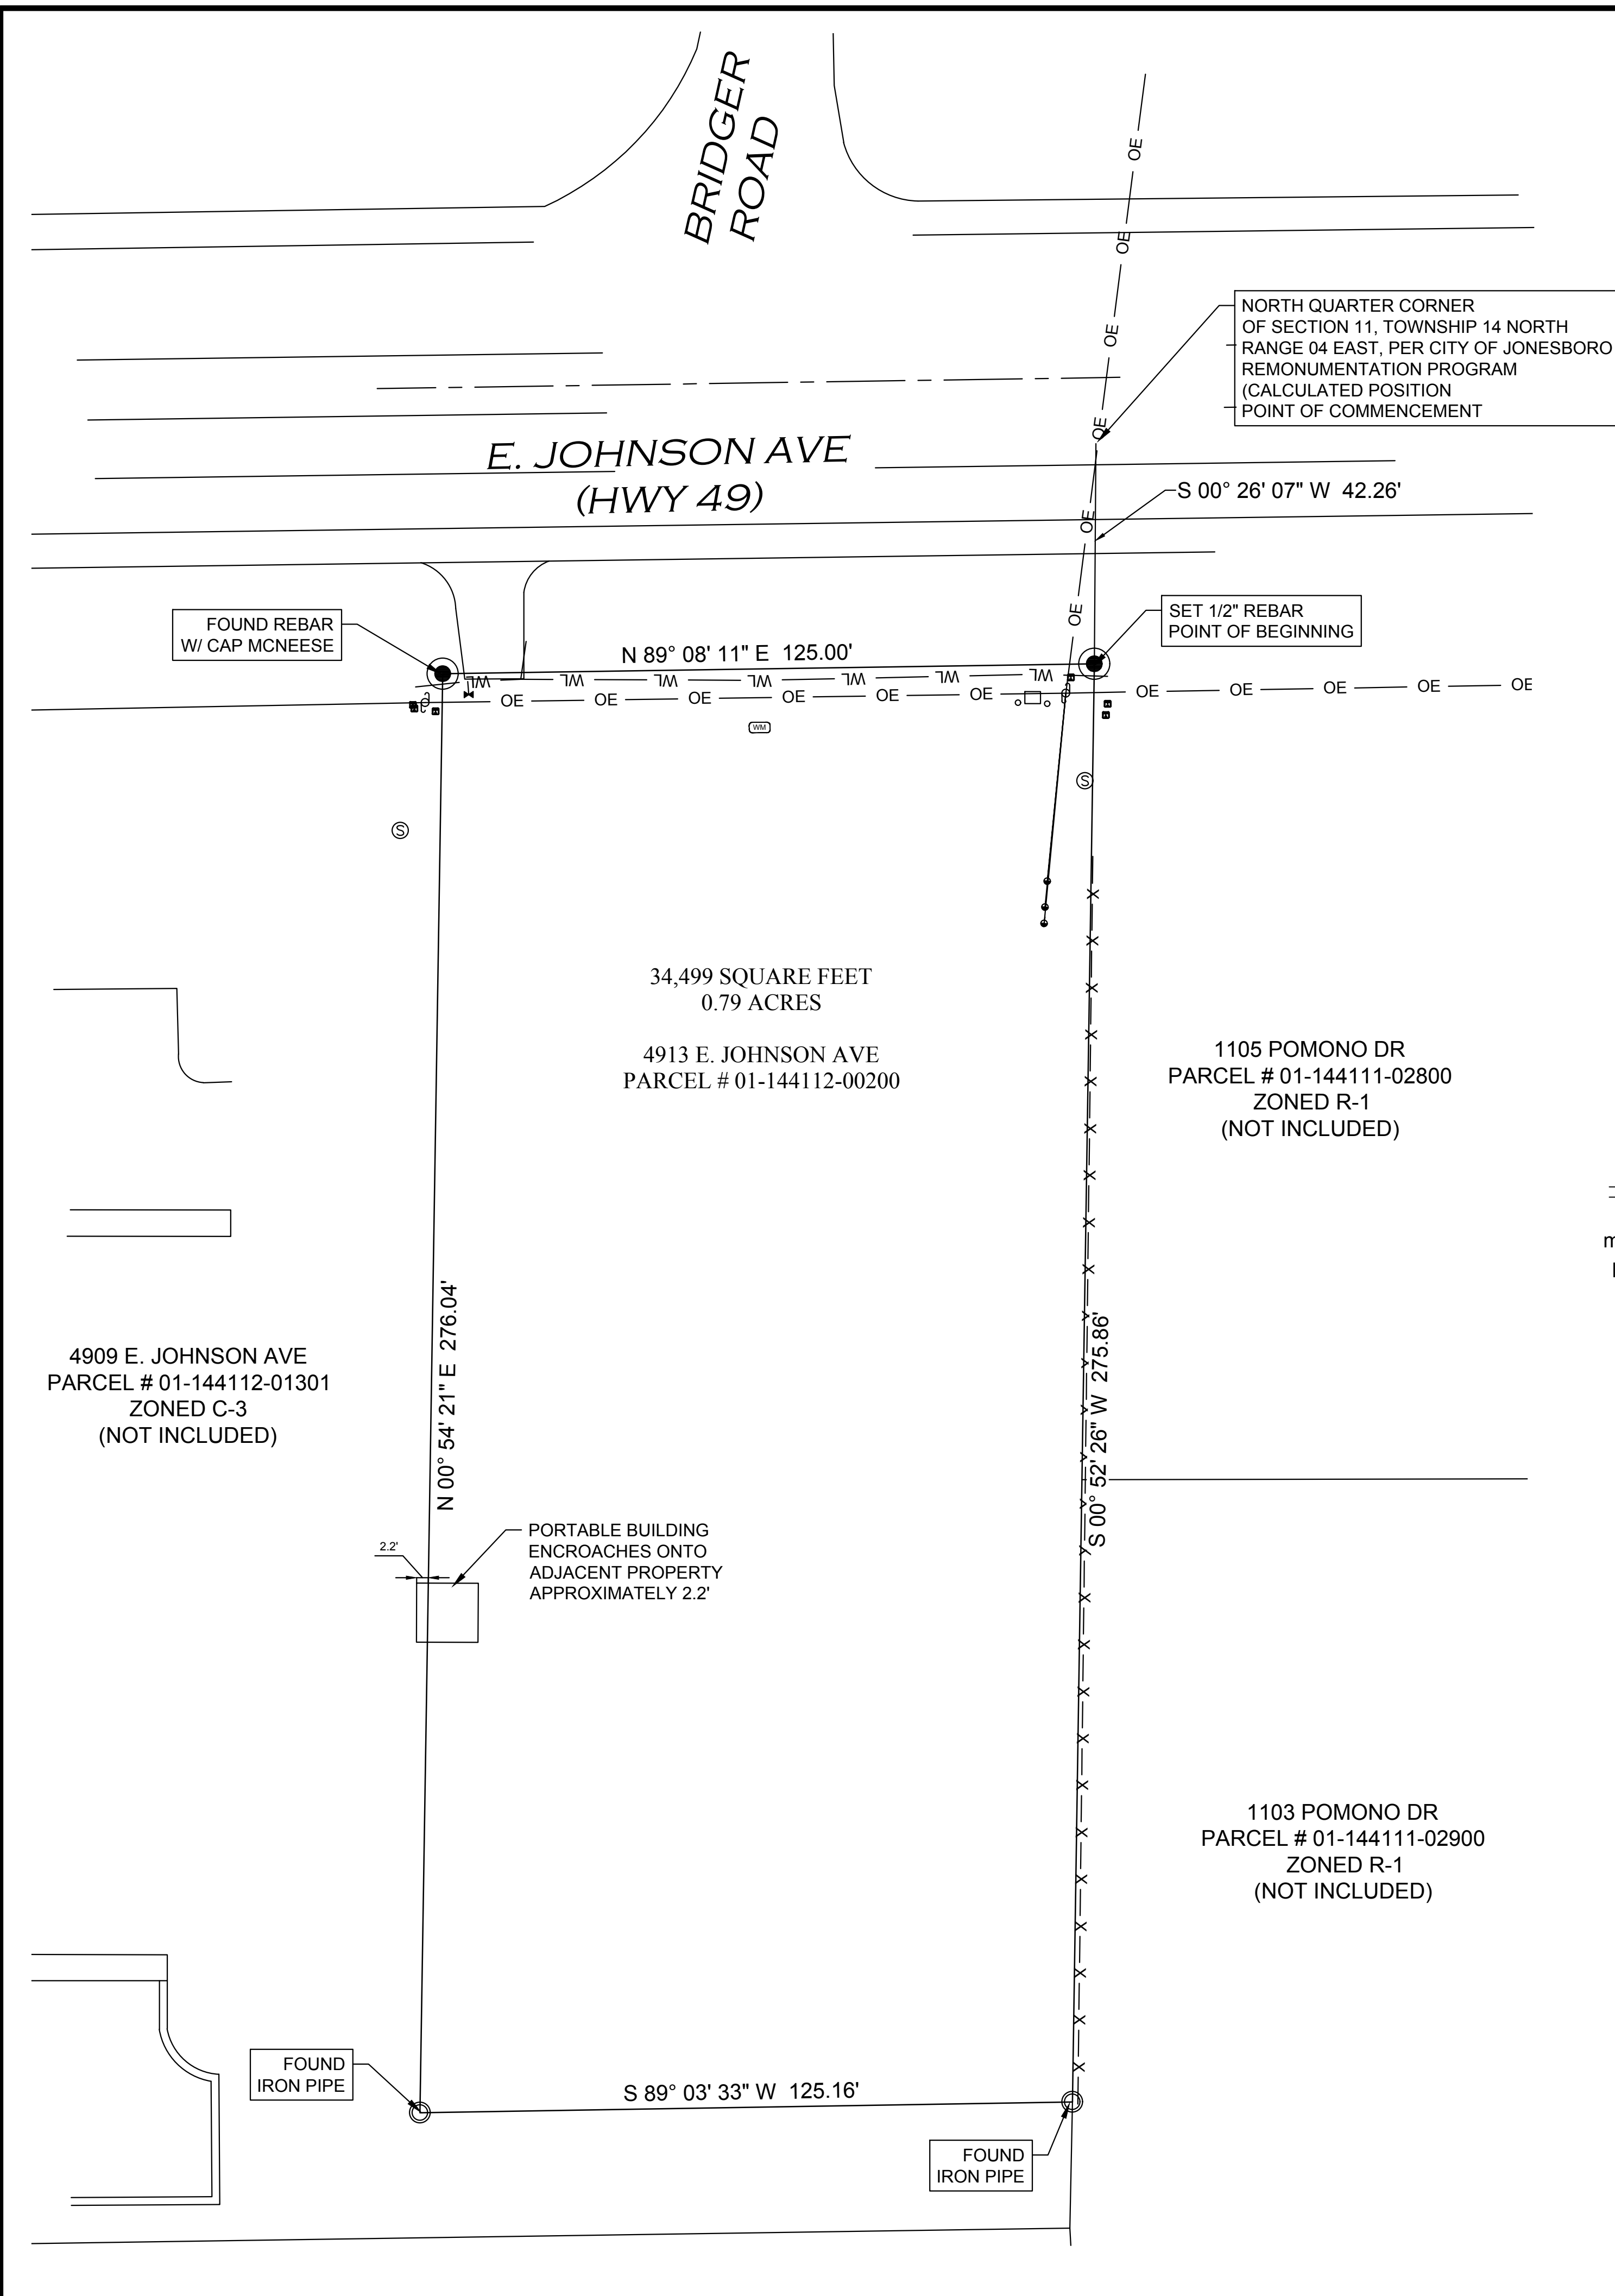 BRIDGER
ROAD
OE
OE
OE
OE
OE
OE
NORTH QUARTER CORNER
OF SECTION 11, TOWNSHIP 14 NORTH
RANGE 04 EAST, PER CITY OF JONESBORO
REMONUMENTATION PROGRAM
(CALCULATED POSITION
POINT OF COMMENCEMENT
E. JOHNSON AVE
(HWY 49)
S 00° 26' 07" W 42.26'
FOUND REBAR
W/ CAP MCNEESE
SET 1/2" REBAR
POINT OF BEGINNING
N 89° 08' 11" E 125.00'
WL WL WL WL WL WL
OE OE OE OE OE OE OE OE OE OE OE
WM
S
S
34,499 SQUARE FEET
0.79 ACRES
4913 E. JOHNSON AVE
PARCEL # 01-144112-00200
1105 POMONO DR
PARCEL # 01-144111-02800
ZONED R-1
(NOT INCLUDED)
N 00° 54' 21" E 276.04'
S 00° 52' 26" W 275.86'
4909 E. JOHNSON AVE
PARCEL # 01-144112-01301
ZONED C-3
(NOT INCLUDED)
2.2'
PORTABLE BUILDING
ENCROACHES ONTO
ADJACENT PROPERTY
APPROXIMATELY 2.2'
1103 POMONO DR
PARCEL # 01-144111-02900
ZONED R-1
(NOT INCLUDED)
FOUND
IRON PIPE
S 89° 03' 33" W 125.16'
FOUND
IRON PIPE